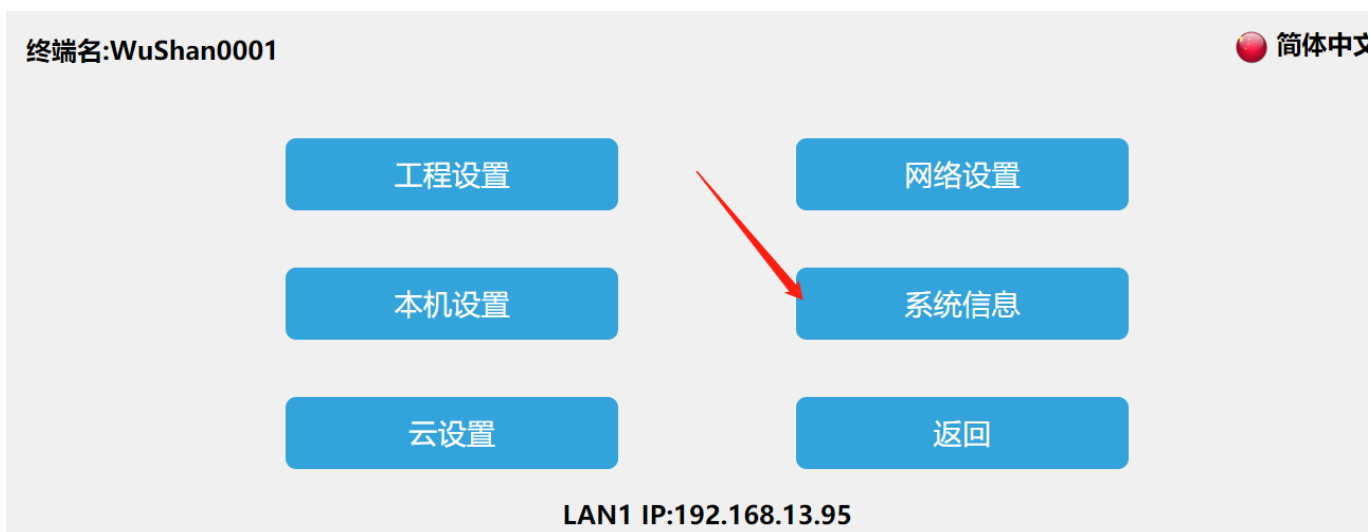 终端名:WuShan0001
简体中文
工程设置
网络设置
本机设置
系统信息
云设置
返回
LAN1 IP:192.168.13.95